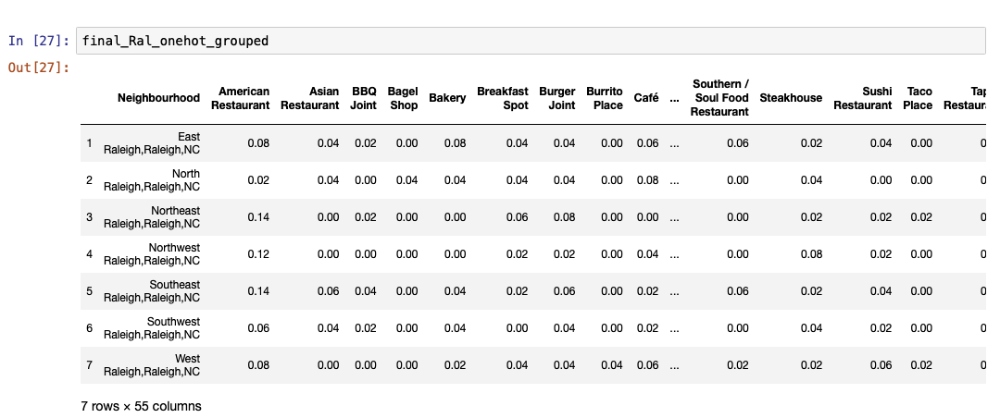 In [27]: final_Ral_onehot_grouped
Out[27]:
Neighbourhood American Restaurant Asian Restaurant BBQ Joint Bagel Shop Bakery Breakfast Spot Burger Joint Burrito Place Café ... Southern / Soul Food Restaurant Steakhouse Sushi Restaurant Taco Place
1 East Raleigh,Raleigh,NC 0.08 0.04 0.02 0.00 0.08 0.04 0.04 0.00 0.06 ... 0.06 0.02 0.04 0.00
2 North Raleigh,Raleigh,NC 0.02 0.04 0.00 0.04 0.04 0.04 0.04 0.00 0.08 ... 0.00 0.04 0.00 0.00
3 Northeast Raleigh,Raleigh,NC 0.14 0.00 0.02 0.00 0.00 0.06 0.08 0.00 0.00 ... 0.00 0.02 0.02 0.02
4 Northwest Raleigh,Raleigh,NC 0.12 0.00 0.00 0.00 0.00 0.02 0.02 0.00 0.04 ... 0.00 0.08 0.02 0.00
5 Southeast Raleigh,Raleigh,NC 0.14 0.06 0.04 0.00 0.04 0.02 0.06 0.00 0.02 ... 0.06 0.02 0.04 0.00
6 Southwest Raleigh,Raleigh,NC 0.06 0.04 0.02 0.00 0.04 0.00 0.04 0.00 0.02 ... 0.00 0.04 0.02 0.00
7 West Raleigh,Raleigh,NC 0.08 0.00 0.00 0.00 0.02 0.04 0.04 0.04 0.06 ... 0.02 0.02 0.06 0.02
7 rows × 55 columns